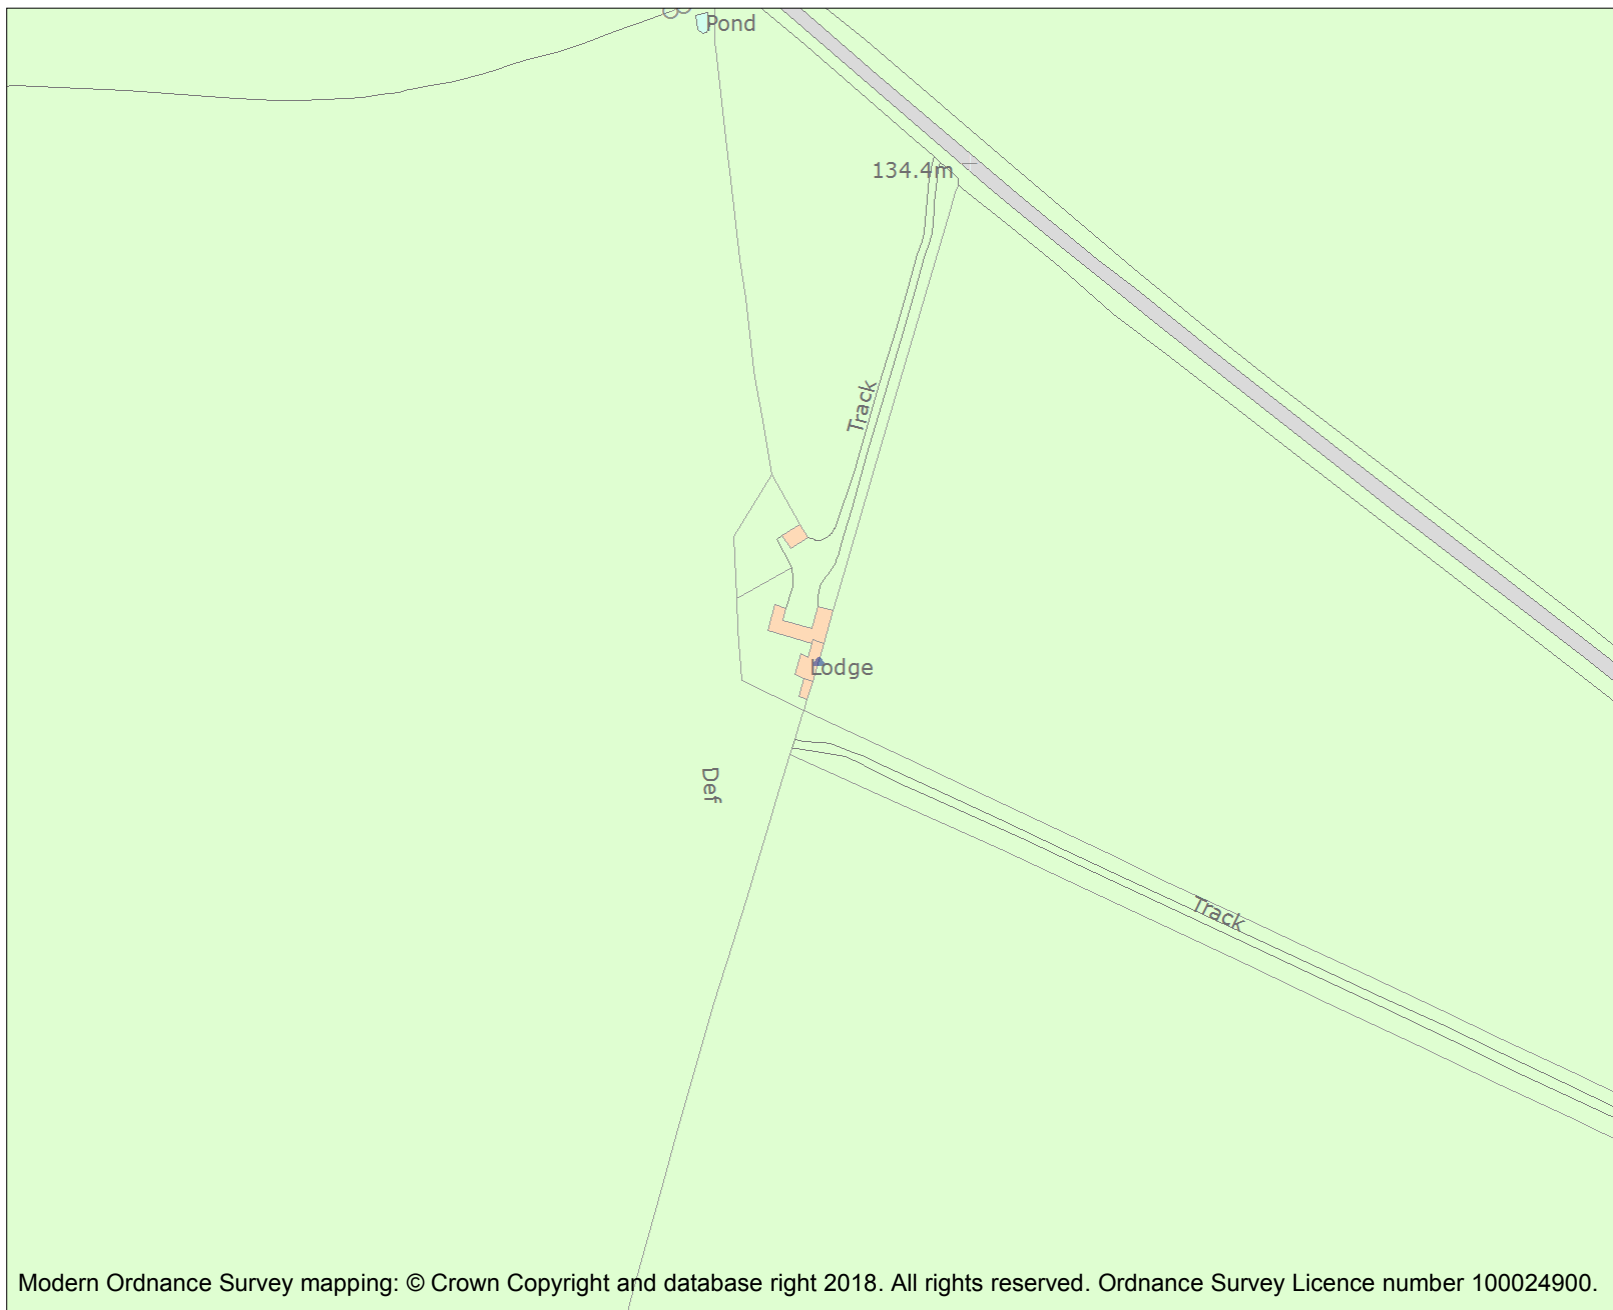 Pond
134.4m
Track
Lodge
Def
Track
Modern Ordnance Survey mapping: © Crown Copyright and database right 2018. All rights reserved. Ordnance Survey Licence number 100024900.